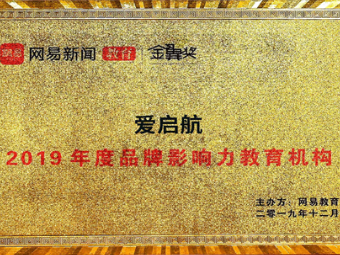 网易 网易新闻 教育 金翼奖
爱启航
2019年度品牌影响力教育机构
主办方：网易教育
二零一九年十二月